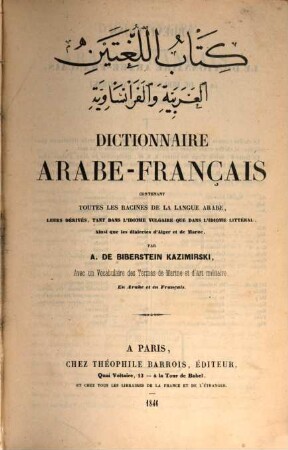 كتاب اللغتين
العربية والفرانساوية
DICTIONNAIRE
ARABE-FRANÇAIS
CONTENANT
TOUTES LES RACINES DE LA LANGUE ARABE,
LEURS DÉRIVÉS, TANT DANS L'IDIOME VULGAIRE QUE DANS L'IDIOME LITTÉRAL,
Ainsi que les dialectes d'Alger et de Maroc,
PAR
A. DE BIBERSTEIN KAZIMIRSKI,
Avec un Vocabulaire des Termes de Marine et d'art militaire
En Arabe et en Français.
A PARIS,
CHEZ THÉOPHILE BARROIS, ÉDITEUR,
Quai Voltaire, 13 — à la Tour de Babel.
ET CHEZ TOUS LES LIBRAIRES DE LA FRANCE ET DE L'ÉTRANGER.
1846